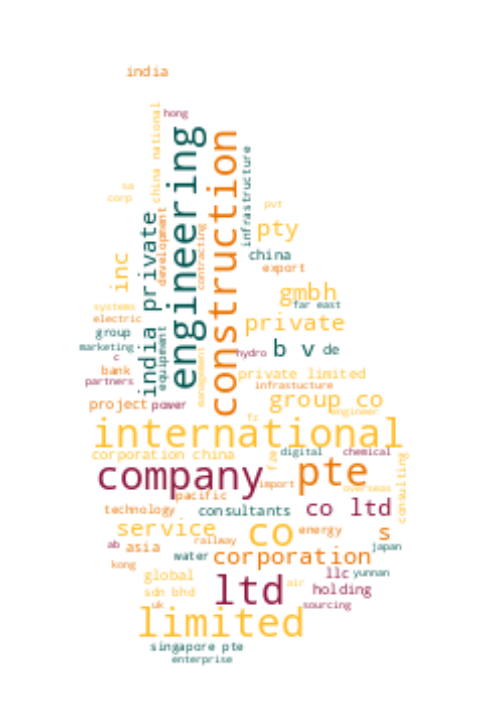 india
hong
china national
engineering
construction
sa
corp
infrastructure
pvt
india private
development
contracting
pty
china
export
inc
gmbh
far east
systems
electric
private
group
equipment
marketing
management
hydro
b v
de
c
bank
partners
private limited
infrastucture
project
power
group co
fz
engineer
international
corporation china
fze
digital
chemical
company
pte
consulting
import
overseas
pacific
technology
consultants
co ltd
service
railway
co
energy
s
ab
asia
water
corporation
japan
kong
global
llc
yunnan
ltd
air
sdn bhd
holding
uk
sourcing
limited
singapore pte
enterprise